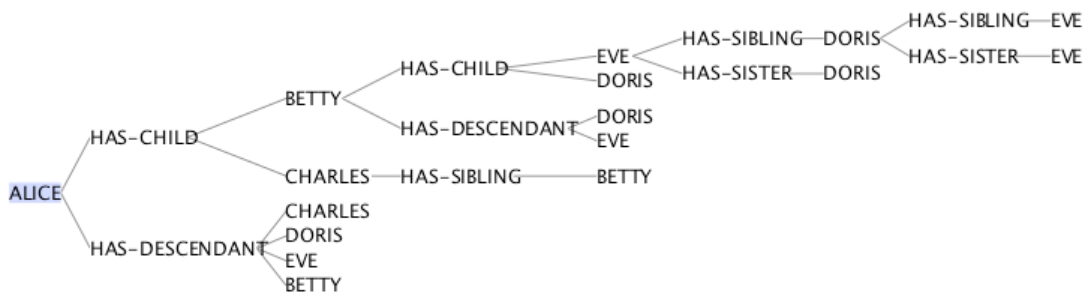 HAS-SIBLING EVE
HAS-SIBLING DORIS
EVE HAS-SISTER EVE
HAS-CHILD HAS-SISTER DORIS
DORIS
BETTY
DORIS
HAS-DESCENDANT
HAS-CHILD EVE
CHARLES HAS-SIBLING BETTY
ALICE
CHARLES
DORIS
HAS-DESCENDANT
EVE
BETTY